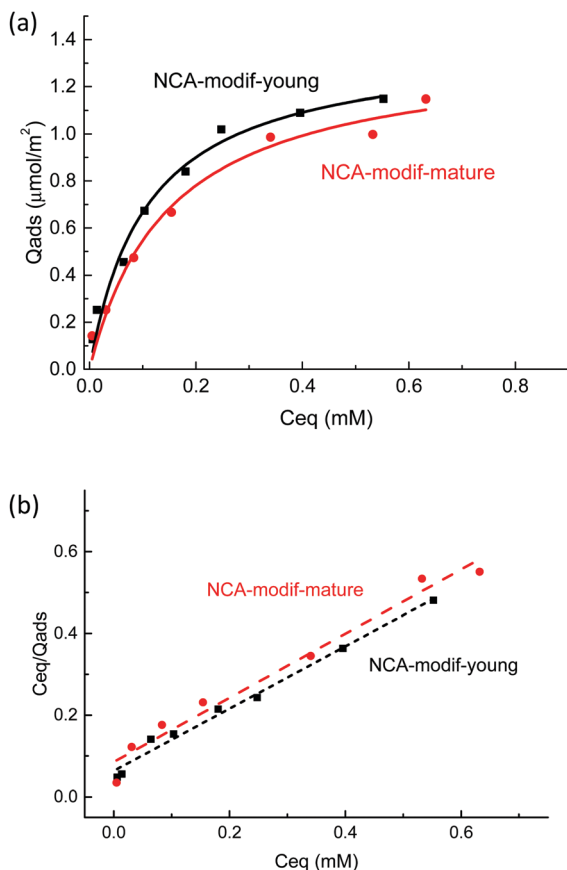 (a)
1.4
1.2
1.0
0.8
0.6
0.4
0.2
0.0
Qads (μmol/m²)
NCA-modif-young
NCA-modif-mature
0.0 0.2 0.4 0.6 0.8
Ceq (mM)
(b)
0.6
0.4
0.2
0.0
Ceq/Qads
NCA-modif-mature
NCA-modif-young
0.0 0.2 0.4 0.6
Ceq (mM)